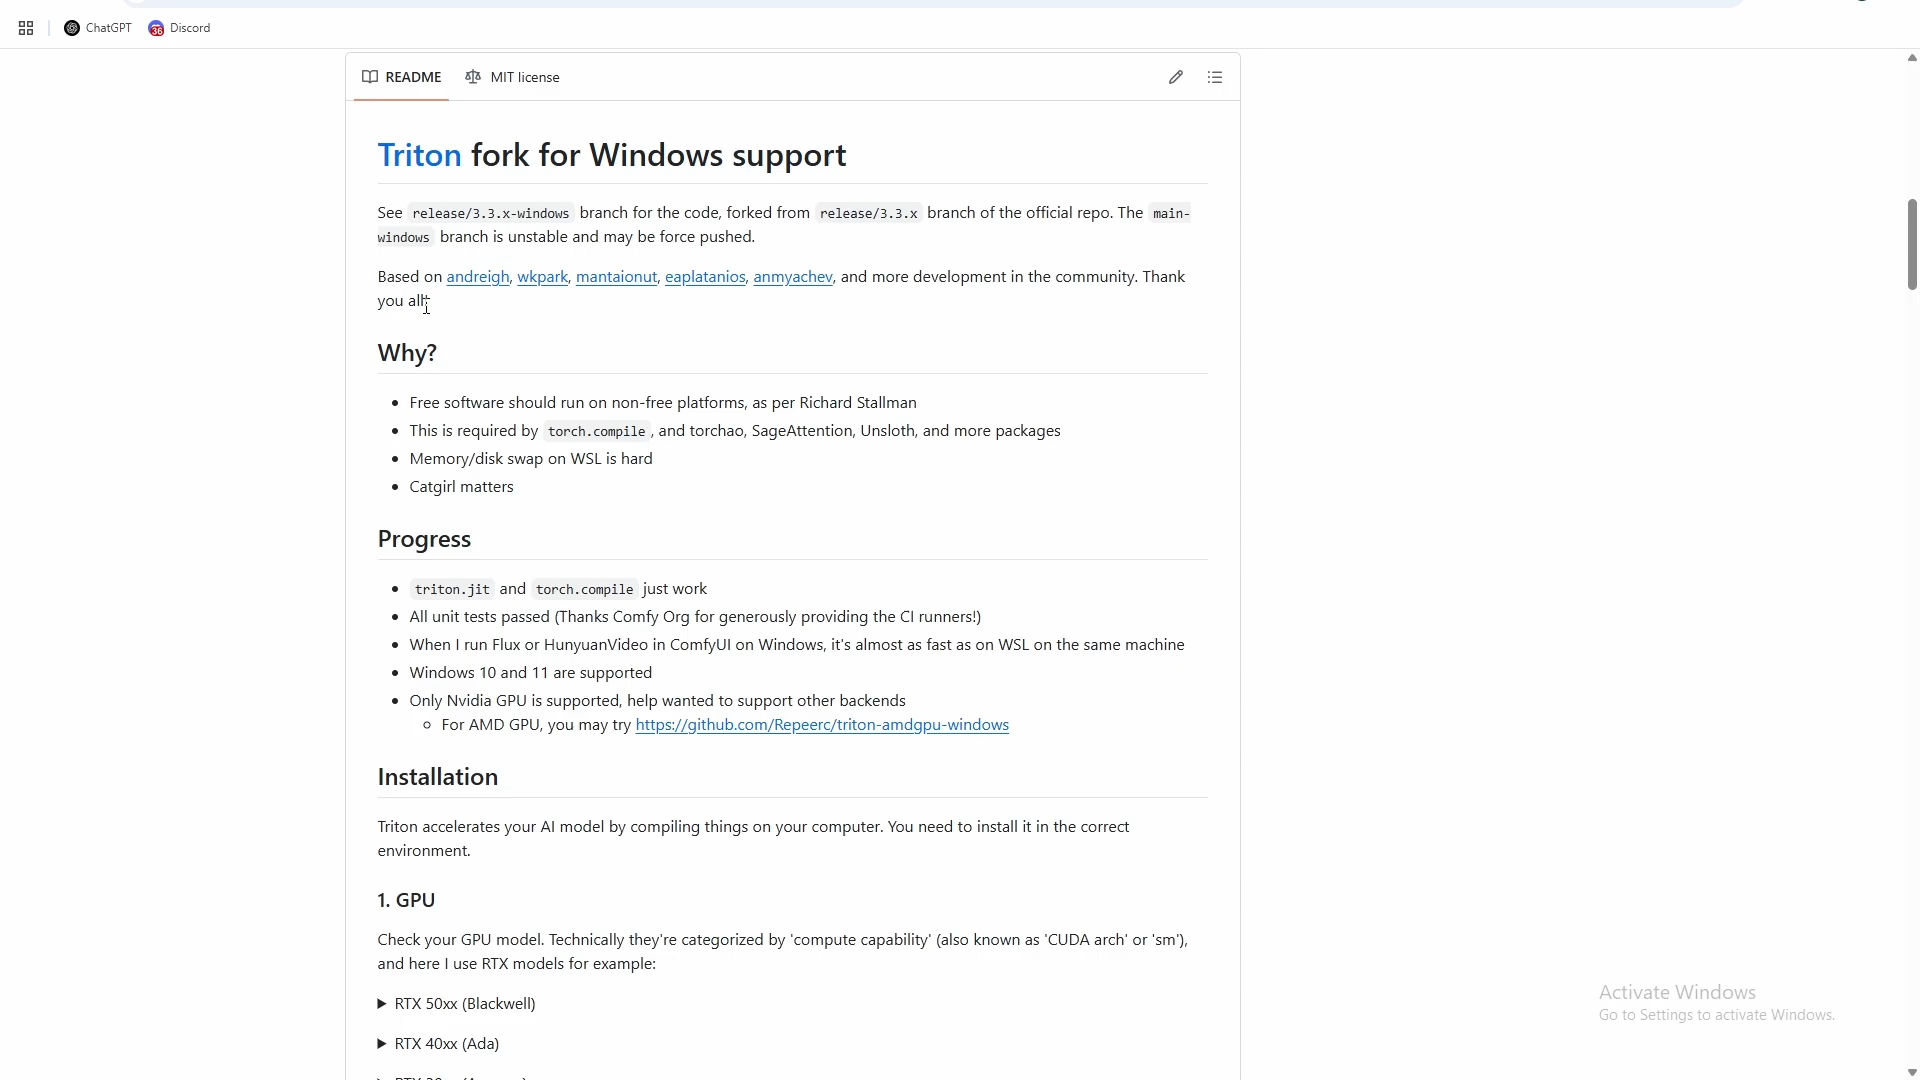 ChatGPT
Discord
README
MIT license
Triton fork for Windows support
See release/3.3.x-windows branch for the code, forked from release/3.3.x branch of the official repo. The main-
windows branch is unstable and may be force pushed.
Based on andreigh, wkpark, mantaionut, eaplatanios, anmyachev, and more development in the community. Thank
you all!
Why?
Free software should run on non-free platforms, as per Richard Stallman
This is required by torch.compile, and torchao, SageAttention, Unsloth, and more packages
Memory/disk swap on WSL is hard
Catgirl matters
Progress
triton.jit and torch.compile just work
All unit tests passed (Thanks Comfy Org for generously providing the CI runners!)
When I run Flux or HunyuanVideo in ComfyUI on Windows, it's almost as fast as on WSL on the same machine
Windows 10 and 11 are supported
Only Nvidia GPU is supported, help wanted to support other backends
For AMD GPU, you may try https://github.com/Repeerc/triton-amdgpu-windows
Installation
Triton accelerates your AI model by compiling things on your computer. You need to install it in the correct
environment.
1. GPU
Check your GPU model. Technically they're categorized by 'compute capability' (also known as 'CUDA arch' or 'sm'),
and here I use RTX models for example:
RTX 50xx (Blackwell)
RTX 40xx (Ada)
Activate Windows
Go to Settings to activate Windows.